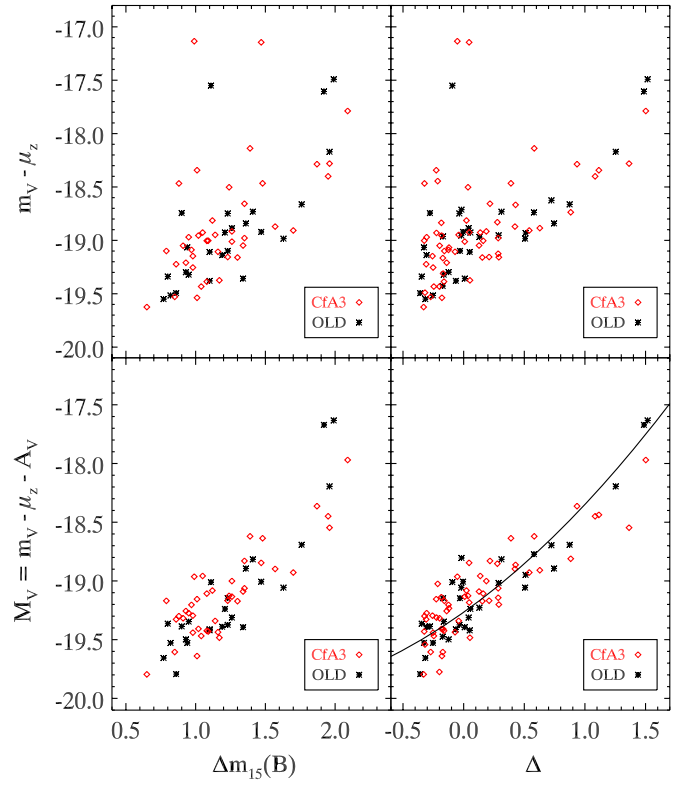 -17.0
-17.5
-18.0
-18.5
-19.0
-19.5
-20.0
m_V - μ_z
CfA3
OLD
CfA3
OLD
-17.5
-18.0
-18.5
-19.0
-19.5
-20.0
M_V = m_V - μ_z - A_V
CfA3
OLD
CfA3
OLD
0.5 1.0 1.5 2.0
-0.5 0.0 0.5 1.0 1.5
Δm_15(B)
Δ